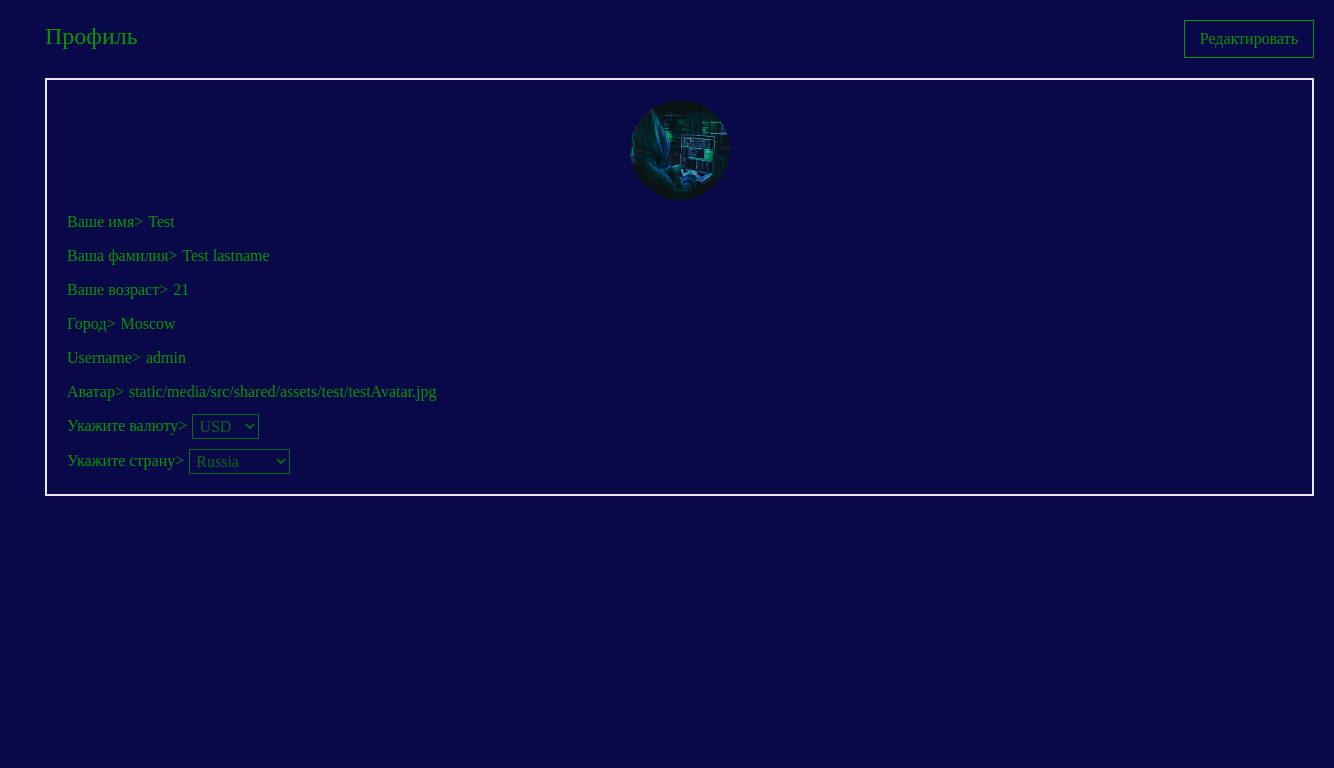 Профиль
Редактировать
Ваше имя> Test
Ваша фамилия> Test lastname
Ваше возраст> 21
Город> Moscow
Username> admin
Аватар> static/media/src/shared/assets/test/testAvatar.jpg
Укажите валюту> USD
Укажите страну> Russia